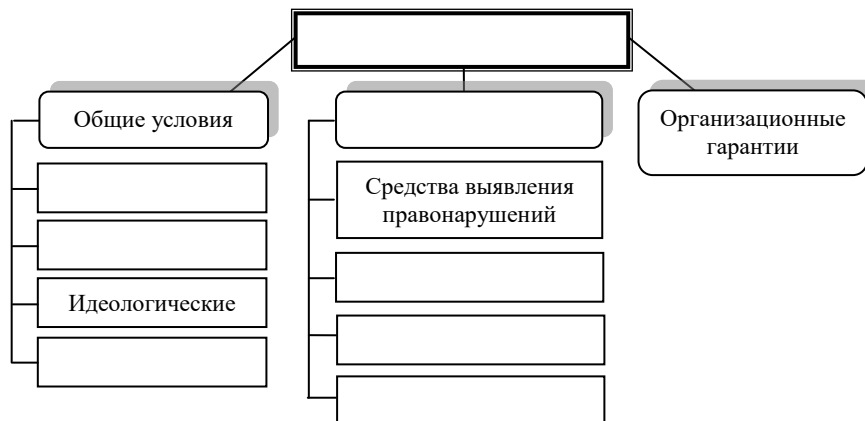 Общие условия
Организационные
гарантии
Средства выявления
правонарушений
Идеологические